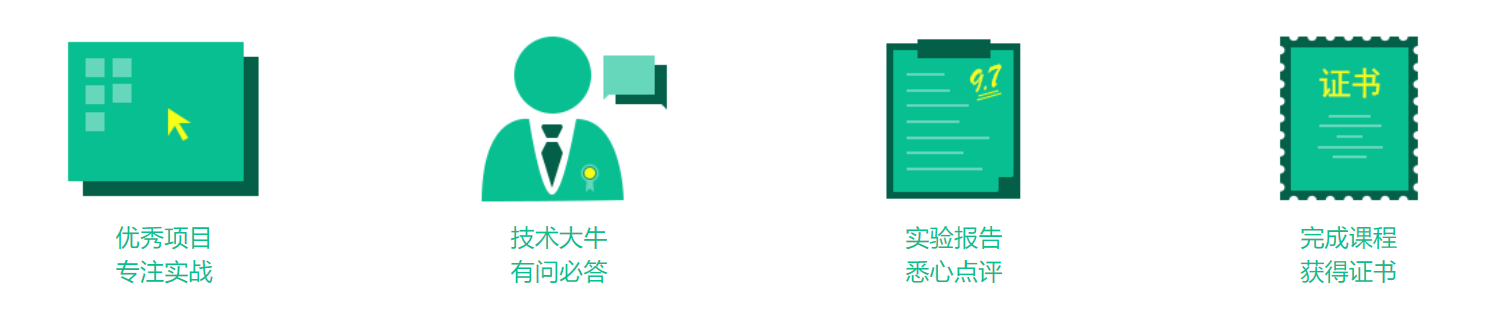 9.7
证书
优秀项目
专注实战
技术大牛
有问必答
实验报告
悉心点评
完成课程
获得证书